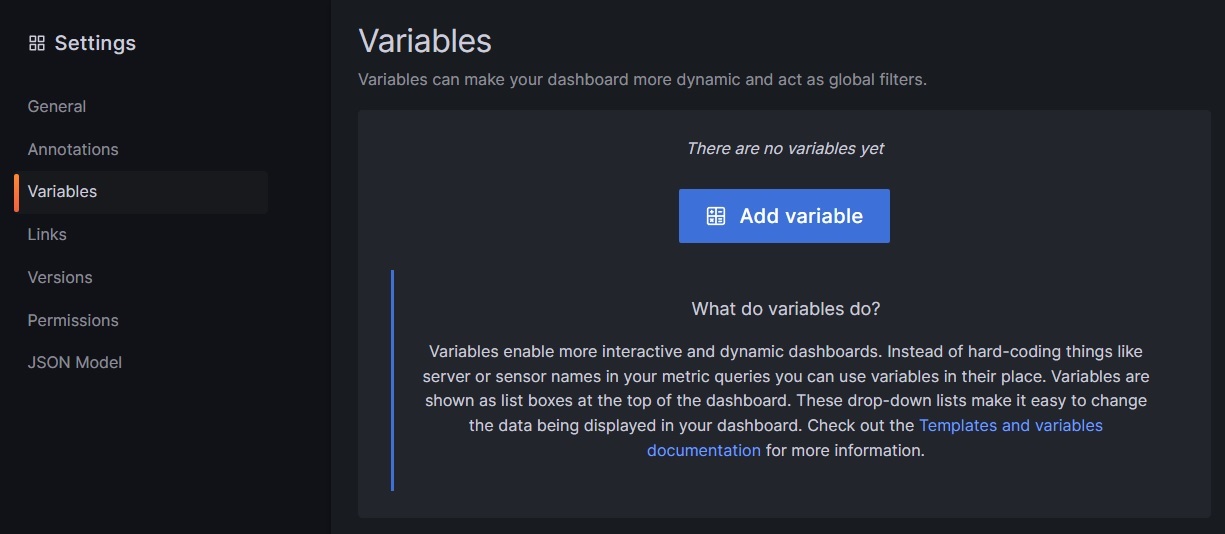 Settings
General
Annotations
Variables
Links
Versions
Permissions
JSON Model
Variables
Variables can make your dashboard more dynamic and act as global filters.
There are no variables yet
Add variable
What do variables do?
Variables enable more interactive and dynamic dashboards. Instead of hard-coding things like
server or sensor names in your metric queries you can use variables in their place. Variables are
shown as list boxes at the top of the dashboard. These drop-down lists make it easy to change
the data being displayed in your dashboard. Check out the Templates and variables
documentation for more information.